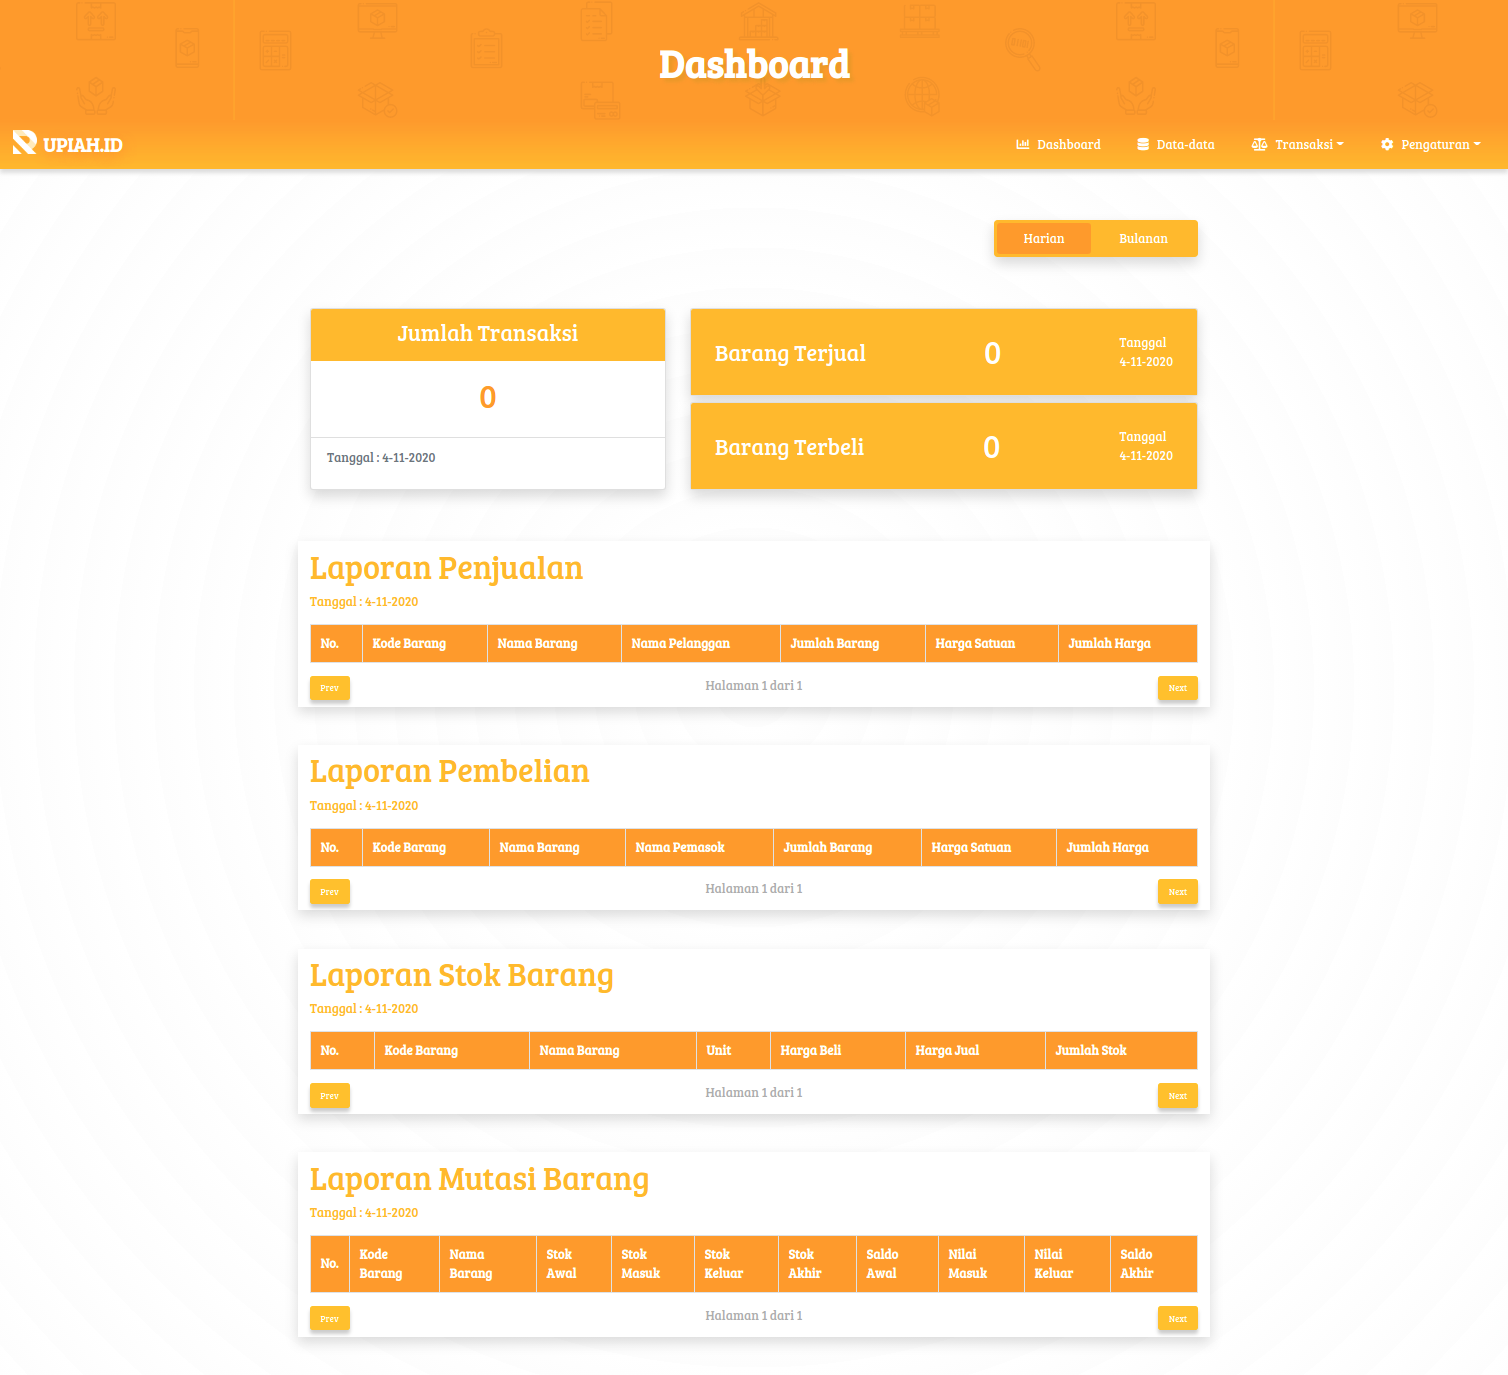 Dashboard
UPIAH.ID
Dashboard Data-data Transaksi Pengaturan
Harian Bulanan
Jumlah Transaksi
0
Tanggal : 4-11-2020
Barang Terjual 0 Tanggal
4-11-2020
Barang Terbeli 0 Tanggal
4-11-2020
Laporan Penjualan
Tanggal : 4-11-2020
No. Kode Barang Nama Barang Nama Pelanggan Jumlah Barang Harga Satuan Jumlah Harga
Prev Halaman 1 dari 1 Next
Laporan Pembelian
Tanggal : 4-11-2020
No. Kode Barang Nama Barang Nama Pemasok Jumlah Barang Harga Satuan Jumlah Harga
Prev Halaman 1 dari 1 Next
Laporan Stok Barang
Tanggal : 4-11-2020
No. Kode Barang Nama Barang Unit Harga Beli Harga Jual Jumlah Stok
Prev Halaman 1 dari 1 Next
Laporan Mutasi Barang
Tanggal : 4-11-2020
No. Kode Barang Nama Barang Stok Awal Stok Masuk Stok Keluar Stok Akhir Saldo Awal Nilai Masuk Nilai Keluar Saldo Akhir
Prev Halaman 1 dari 1 Next